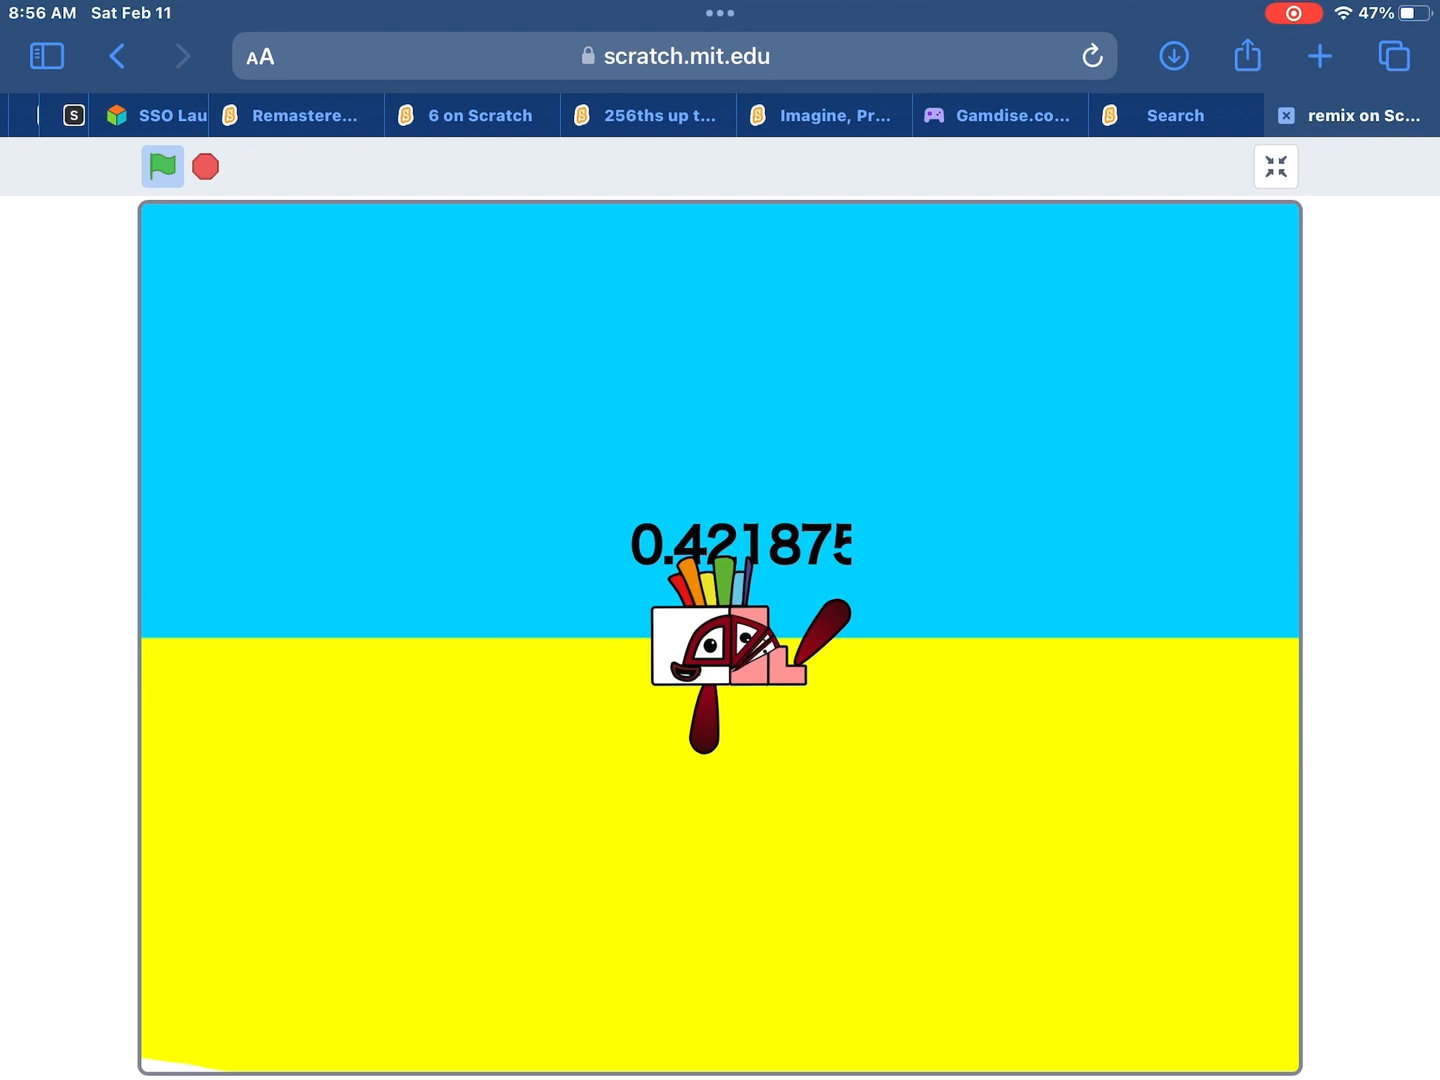 8:56 AM Sat Feb 11
47%
AA
scratch.mit.edu
S
SSO Lau
Remastere...
6 on Scratch
256ths up t...
Imagine, Pr...
Gamdise.co...
Search
remix on Sc...
0.421875